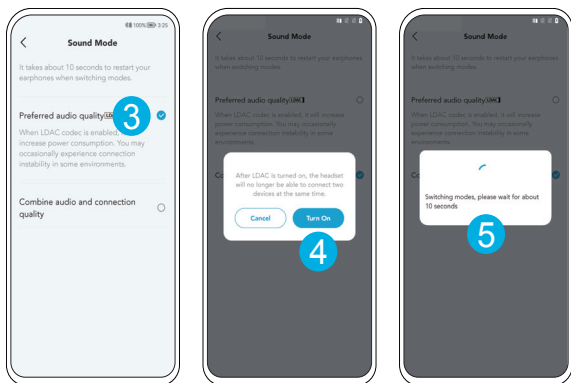 100% 3:25
Sound Mode
It takes about 10 seconds to restart your
earphones when switching modes.
Preferred audio quality
3
When LDAC codec is enabled, it
increase power consumption. You may
occasionally experience connection
instability in some environments.
Combine audio and connection
quality
Sound Mode
It takes about 10 seconds to restart your earphones
when switching modes.
Preferred audio quality
When LDAC codec is enabled, it will increase
power consumption. You may occasionally
experience connection instability in some
environments.
Co
After LDAC is turned on, the headset
will no longer be able to connect two
devices at the same time.
Cancel
Turn On
4
Sound Mode
It takes about 10 seconds to restart your earphones
when switching modes.
Preferred audio quality
When LDAC codec is enabled, it will increase
power consumption. You may occasionally
experience connection instability in some
environments.
Switching modes, please wait for about
10 seconds
5